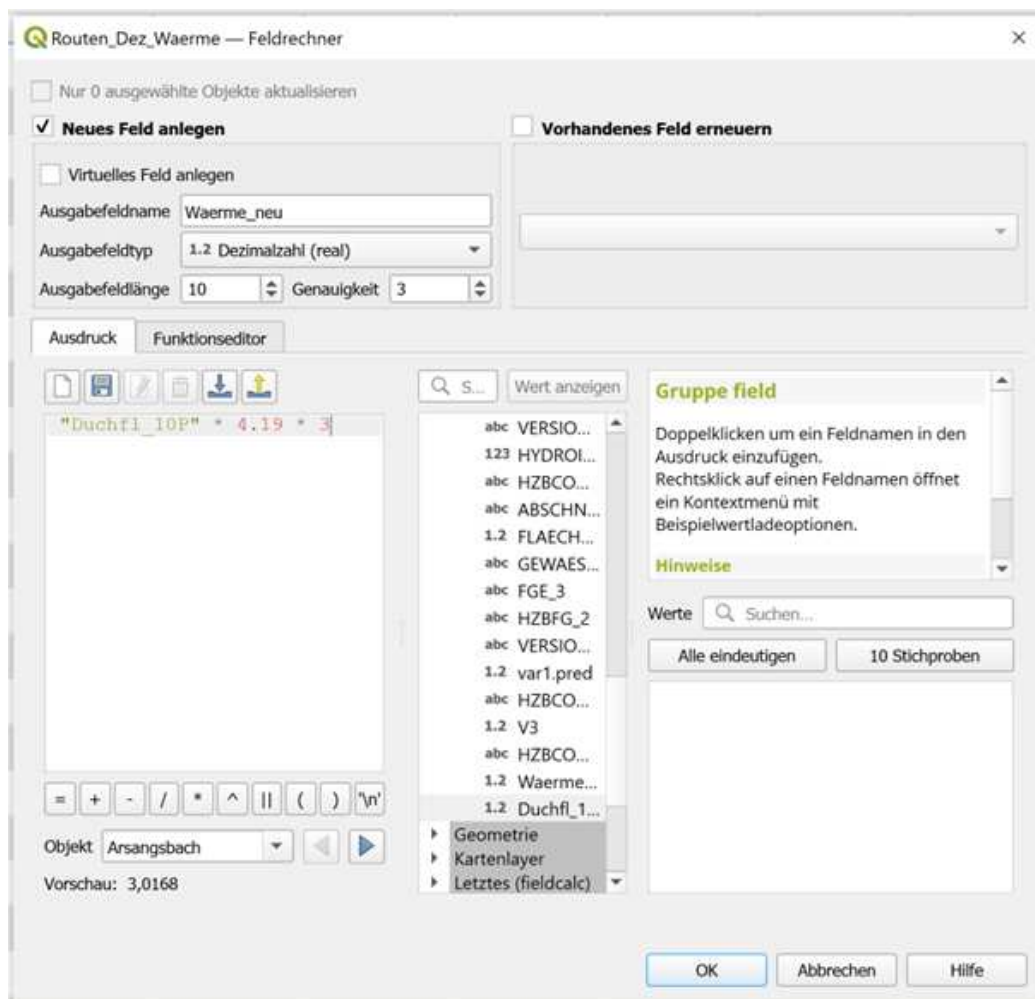 Routen_Dez_Waerme — Feldrechner
Nur 0 ausgewählte Objekte aktualisieren
Neues Feld anlegen
Vorhandenes Feld erneuern
Virtuelles Feld anlegen
Ausgabefeldname Waerme_neu
Ausgabefeldtyp 1.2 Dezimalzahl (real)
Ausgabefeldlänge 10 Genauigkeit 3
Ausdruck Funktionseditor
S... Wert anzeigen
"Duchfl_10P" * 4.19 * 3
abc VERSIO...
123 HYDROI...
abc HZBCO...
abc ABSCHN...
1.2 FLAECH...
abc GEWAES...
abc FGE_3
abc HZBFG_2
abc VERSIO...
1.2 var1.pred
abc HZBCO...
1.2 V3
abc HZBCO...
1.2 Waerme...
1.2 Duchfl_1...
Geometrie
Kartenlayer
Letztes (fieldcalc)
Gruppe field
Doppelklicken um ein Feldnamen in den
Ausdruck einzufügen.
Rechtsklick auf einen Feldnamen öffnet
ein Kontextmenü mit
Beispielwertladeoptionen.
Hinweise
Werte Suchen...
Alle eindeutigen 10 Stichproben
= + - / * ^ || ( ) '\n'
Objekt Arsangsbach
Vorschau: 3,0168
OK Abbrechen Hilfe